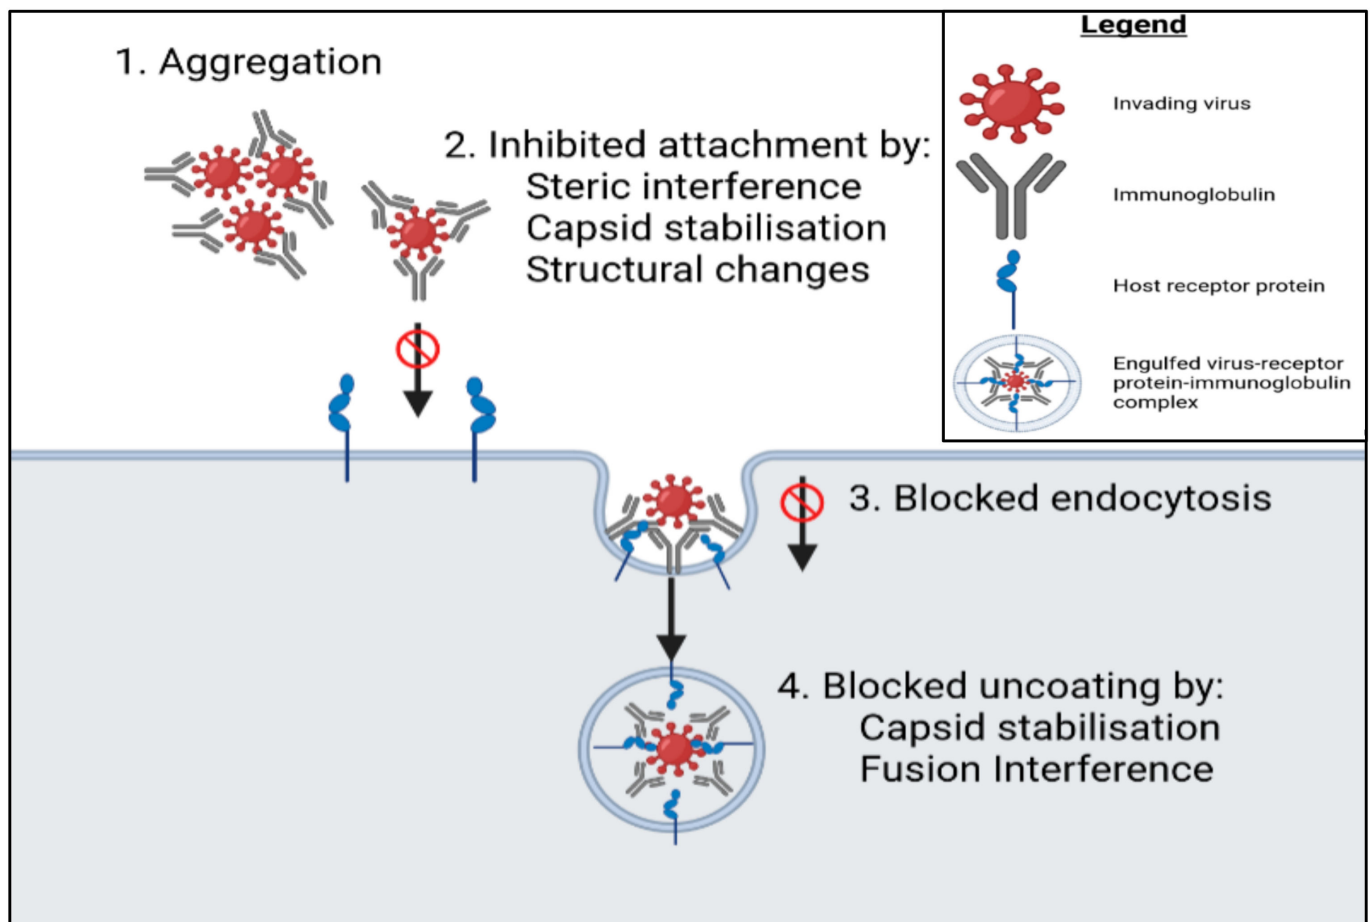 1. Aggregation
2. Inhibited attachment by:
Steric interference
Capsid stabilisation
Structural changes
Legend
Invading virus
Immunoglobulin
Host receptor protein
Engulfed virus-receptor
protein-immunoglobulin
complex
3. Blocked endocytosis
4. Blocked uncoating by:
Capsid stabilisation
Fusion Interference